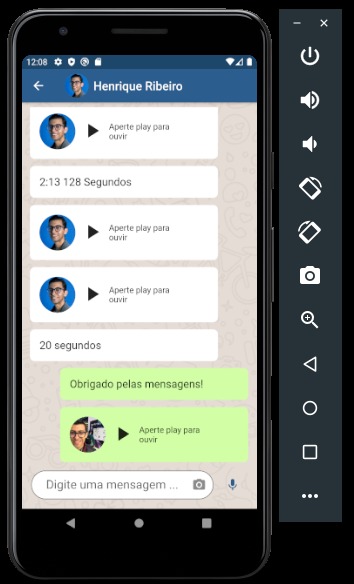 12:08
Henrique Ribeiro
Aperte play para
ouvir
2:13 128 Segundos
Aperte play para
ouvir
Aperte play para
ouvir
20 segundos
Obrigado pelas mensagens!
Aperte play para
ouvir
Digite uma mensagem ...